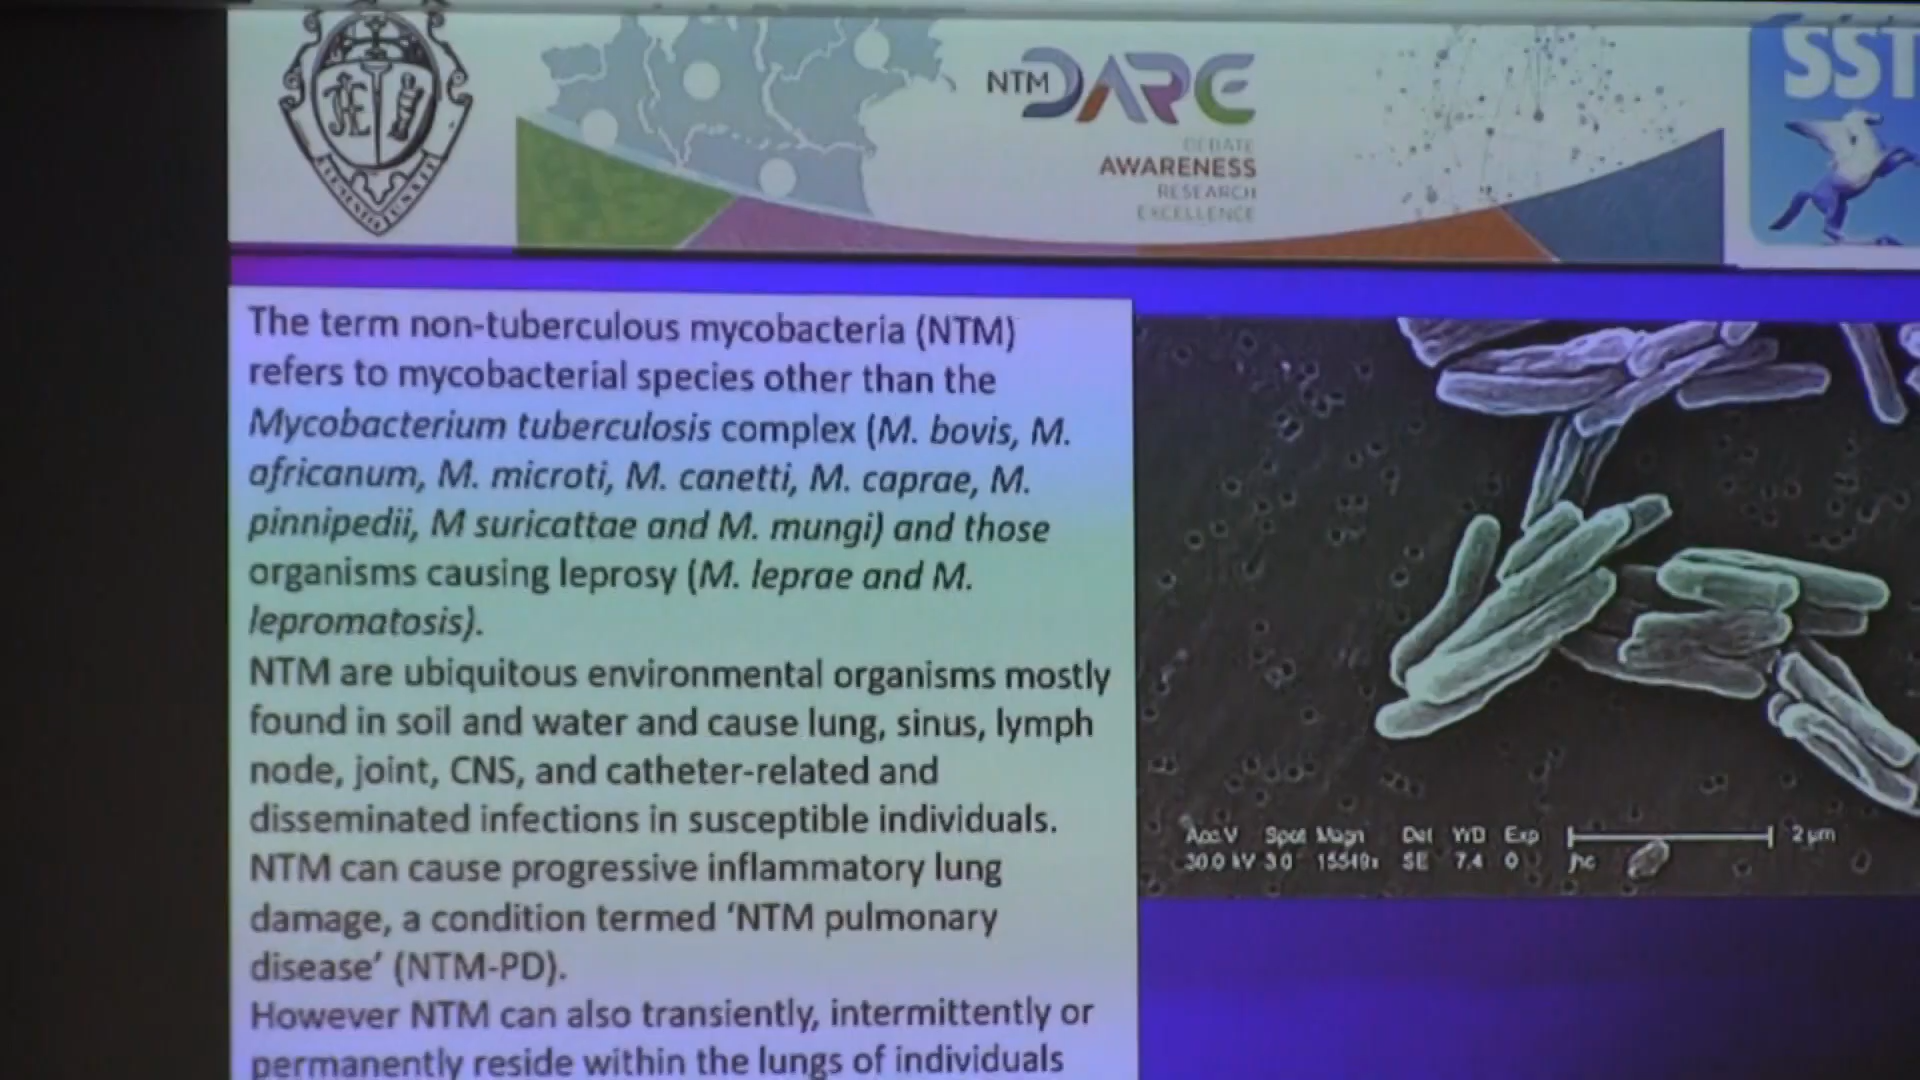 NTM DARE
SST
DEBATE
AWARENESS
RESEARCH
EXCELLENCE
The term non-tuberculous mycobacteria (NTM)
refers to mycobacterial species other than the
Mycobacterium tuberculosis complex (M. bovis, M.
africanum, M. microti, M. canetti, M. caprae, M.
pinnipedii, M suricattae and M. mungi) and those
organisms causing leprosy (M. leprae and M.
lepromatosis).
NTM are ubiquitous environmental organisms mostly
found in soil and water and cause lung, sinus, lymph
node, joint, CNS, and catheter-related and
disseminated infections in susceptible individuals.
NTM can cause progressive inflammatory lung
damage, a condition termed ‘NTM pulmonary
disease’ (NTM-PD).
However NTM can also transiently, intermittently or
permanently reside within the lungs of individuals
Acc.V Spot Magn Det WD Exp 2 µm
30.0 kV 3.0 15549x SE 7.4 0 jhc